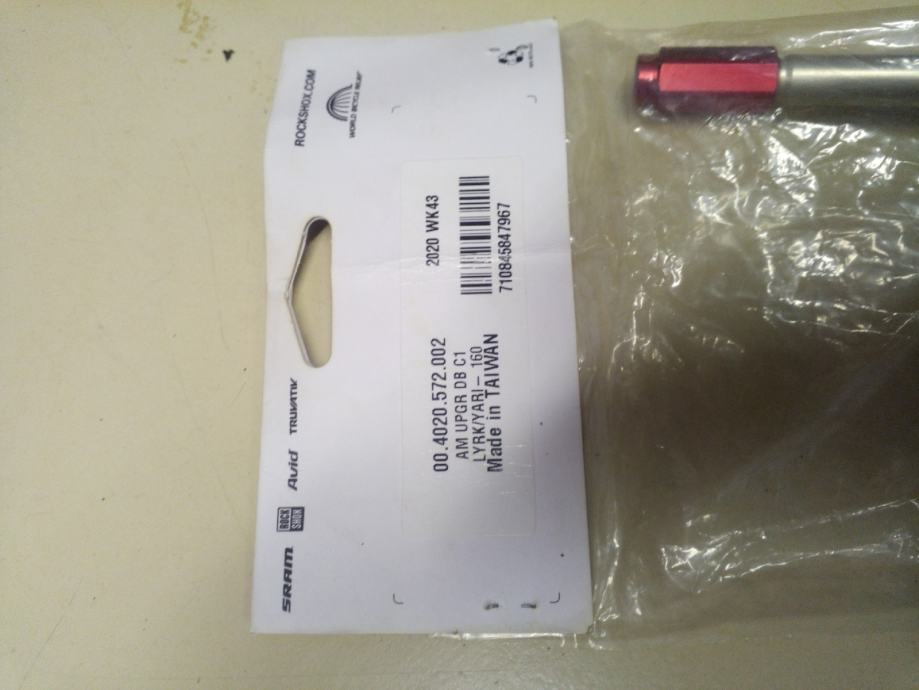 ROCKSHOX.COM
WORLD BICYCLE RELIEF
SRAM
ROCK
SHOX
Avid
TRUVATIV
00.4020.572.002
2020 WK43
AM UPGR DB C1
LYRK/YARI- 160
Made in TAIWAN
710845847967